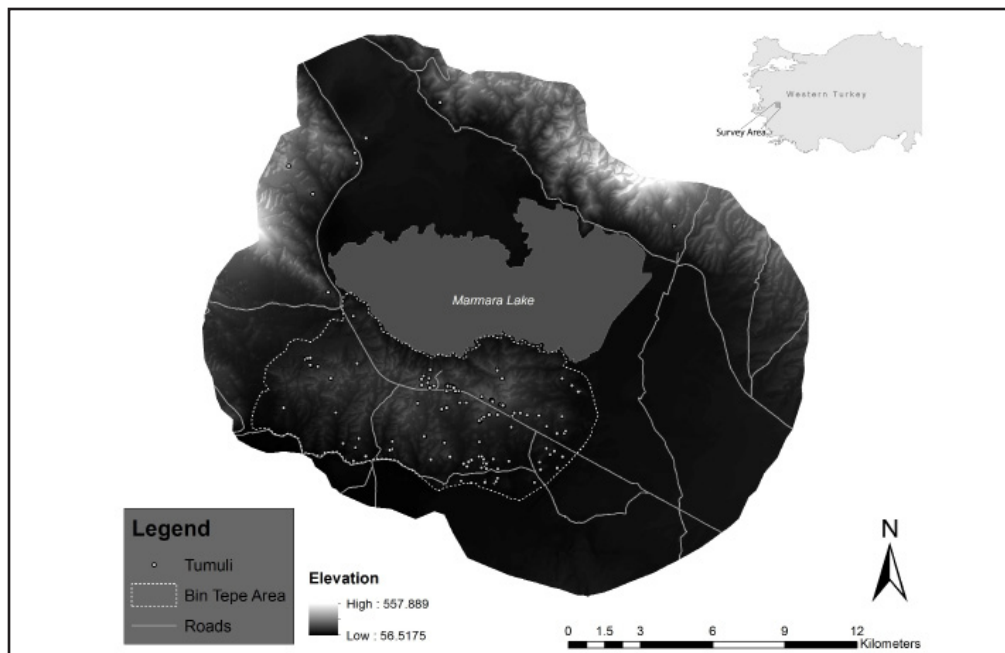 Western Turkey
Survey Area
Marmara Lake
Legend
Tumuli
Bin Tepe Area
Roads
Elevation
High : 557.889
Low : 56.5175
N
0 1.5 3 6 9 12
Kilometers